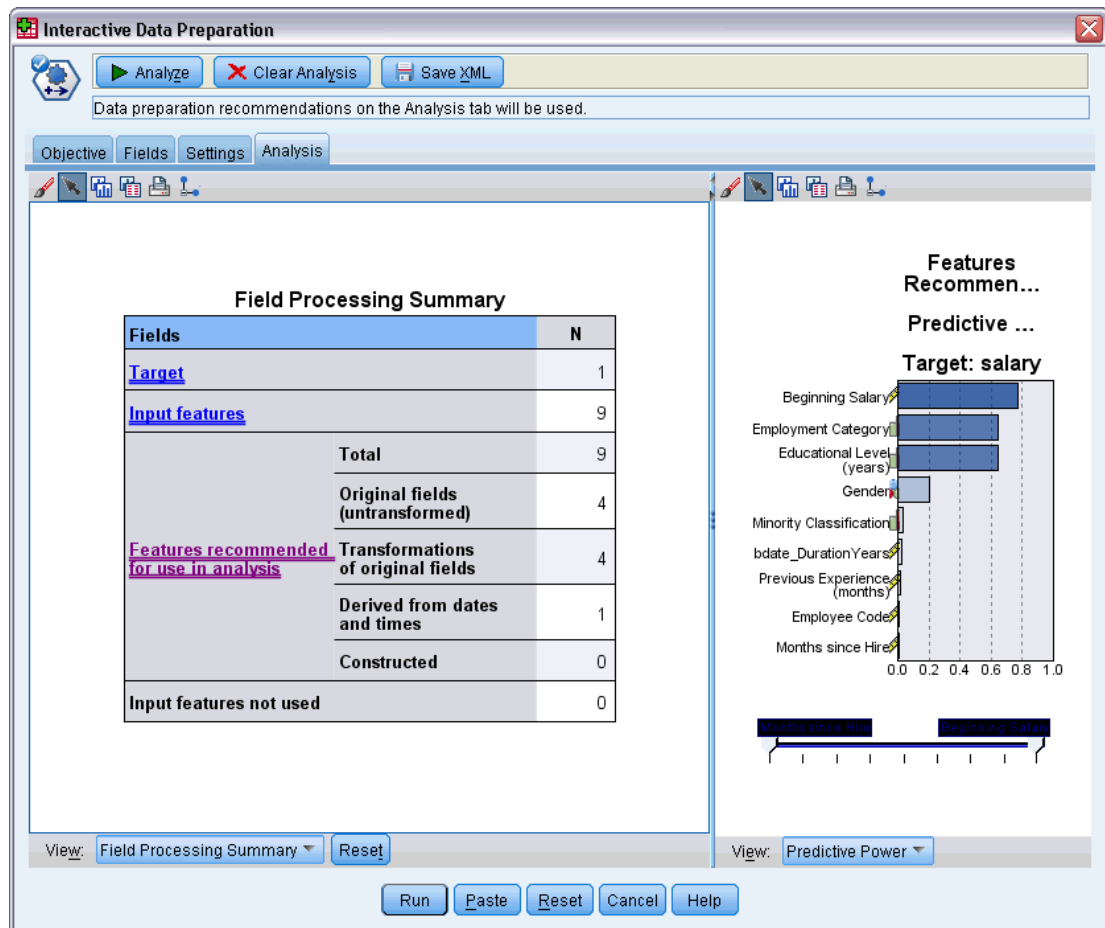 Interactive Data Preparation
Analyze
Clear Analysis
Save XML
Data preparation recommendations on the Analysis tab will be used.
Objective
Fields
Settings
Analysis
Field Processing Summary
Fields N
Target 1
Input features 9
Features recommended
for use in analysis
Total 9
Original fields
(untransformed) 4
Transformations
of original fields 4
Derived from dates
and times 1
Constructed 0
Input features not used 0
View: Field Processing Summary
Reset
Features
Recommen...
Predictive ...
Target: salary
Beginning Salary
Employment Category
Educational Level
(years)
Gender
Minority Classification
bdate_DurationYears
Previous Experience
(months)
Employee Code
Months since Hire
0.0 0.2 0.4 0.6 0.8 1.0
Months since Hire
Beginning Salary
View: Predictive Power
Run
Paste
Reset
Cancel
Help